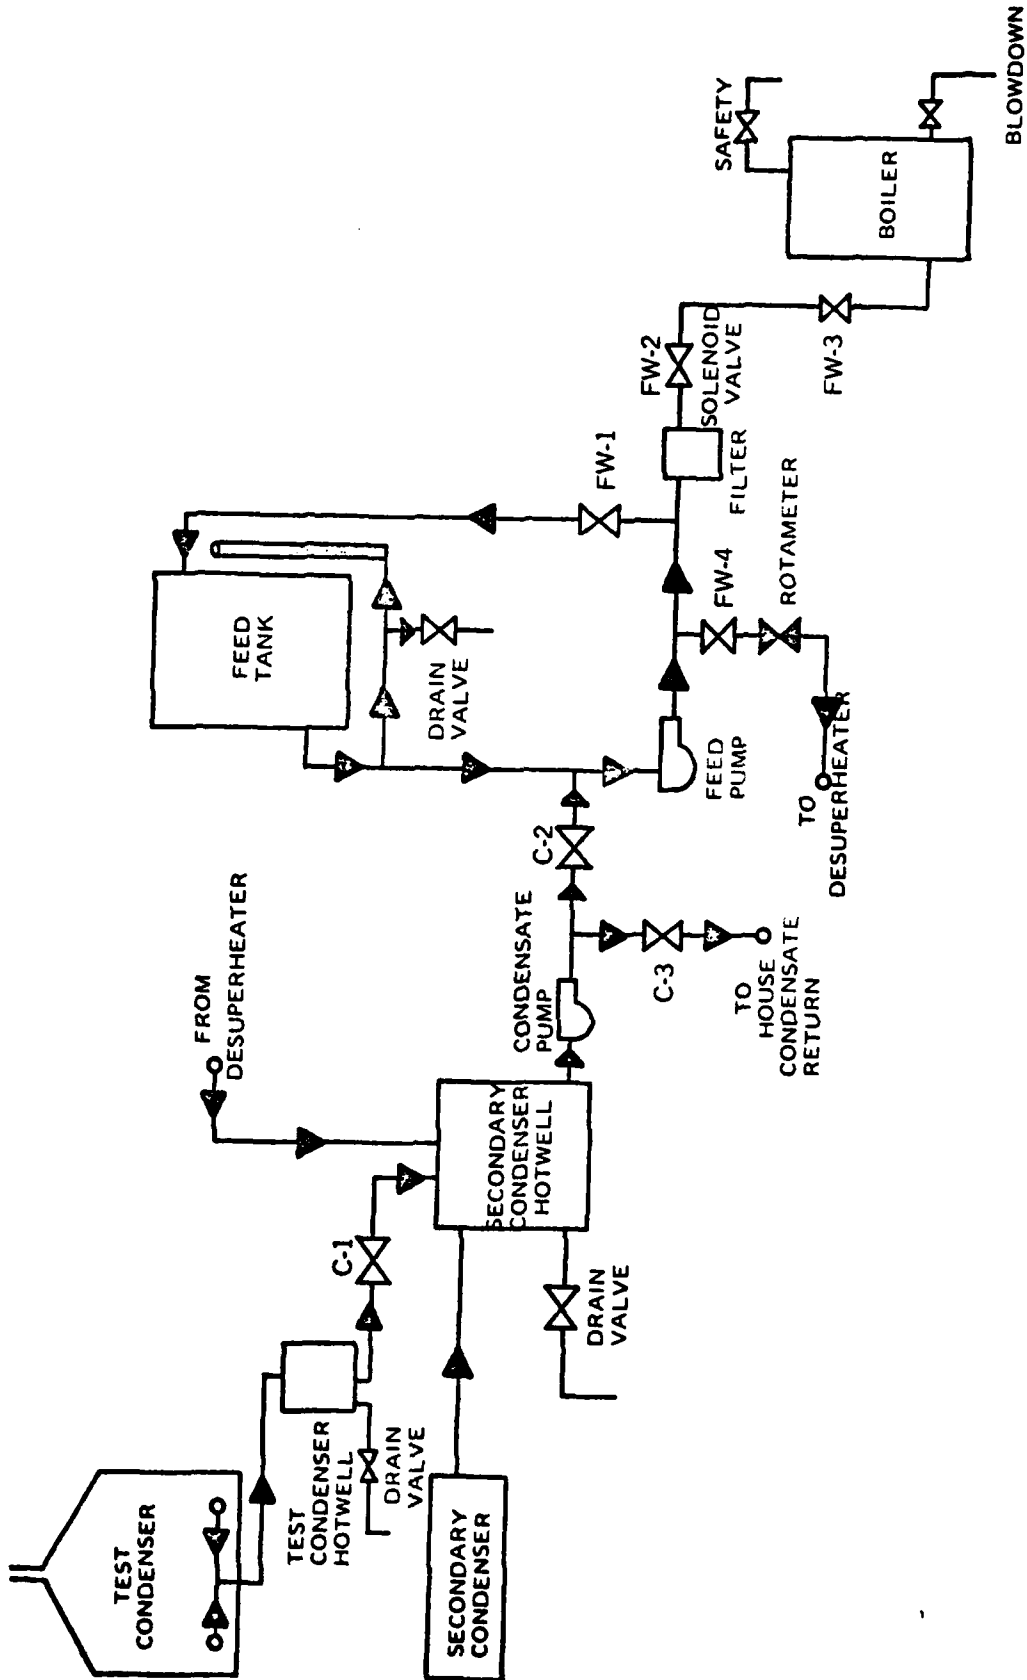 TEST
CONDENSER
TEST
CONDENSER
HOTWELL
DRAIN
VALVE
SECONDARY
CONDENSER
C-1
FROM
DESUPERHEATER
SECONDARY
CONDENSER
HOTWELL
DRAIN
VALVE
CONDENSATE
PUMP
C-2
C-3
TO
HOUSE
CONDENSATE
RETURN
FEED
TANK
DRAIN
VALVE
FEED
PUMP
FW-1
FW-4
ROTAMETER
TO
DESUPERHEATER
FILTER
FW-2
SOLENOID
VALVE
FW-3
SAFETY
BOILER
BLOWDOWN